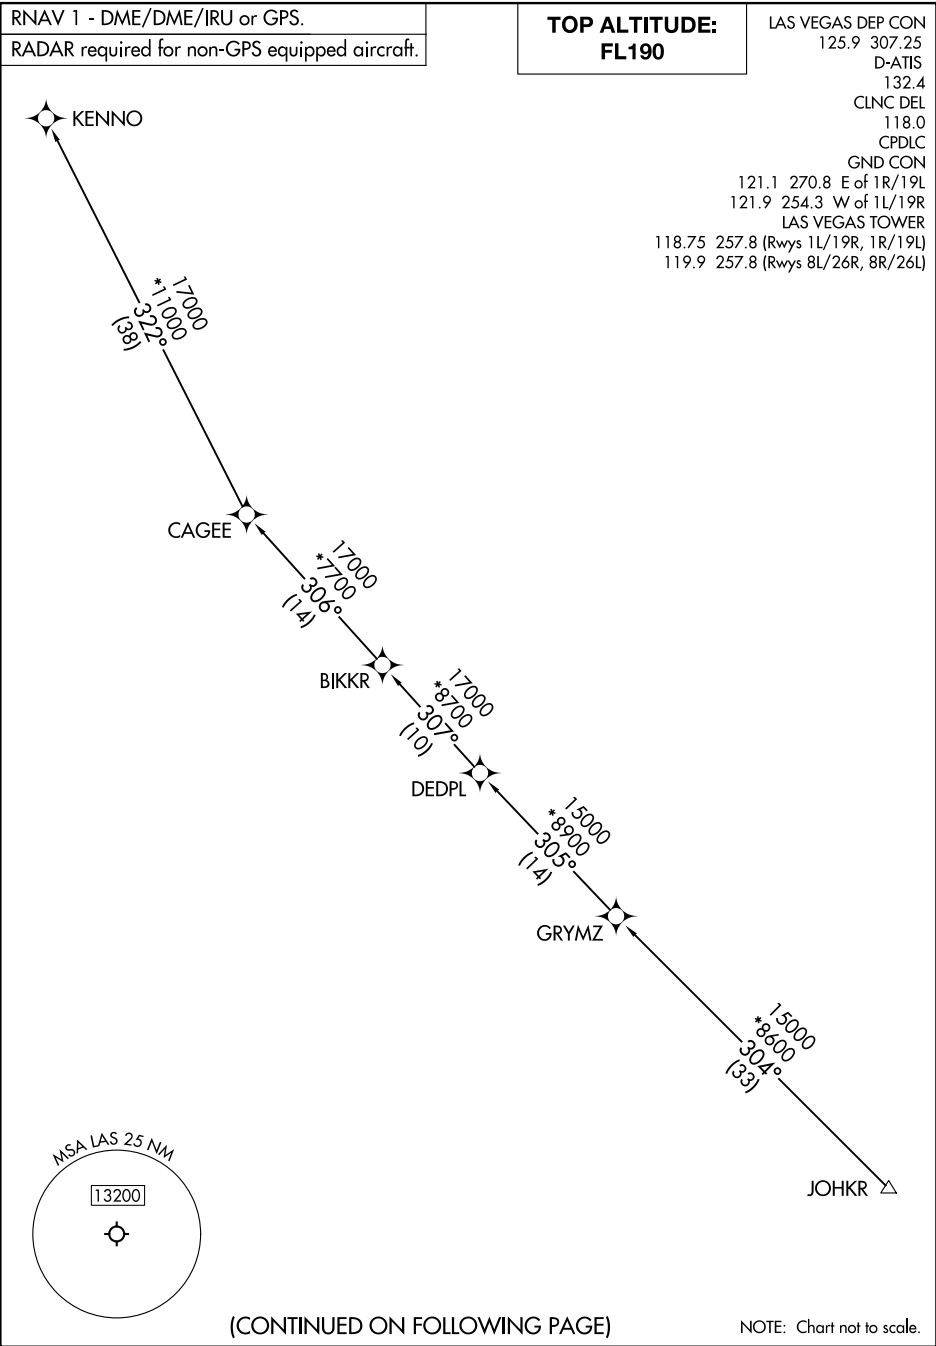 RNAV 1 - DME/DME/IRU or GPS.
RADAR required for non-GPS equipped aircraft.
TOP ALTITUDE:
FL190
LAS VEGAS DEP CON
125.9 307.25
D-ATIS
132.4
CLNC DEL
118.0
CPDLC
GND CON
121.1 270.8 E of 1R/19L
121.9 254.3 W of 1L/19R
LAS VEGAS TOWER
118.75 257.8 (Rwys 1L/19R, 1R/19L)
119.9 257.8 (Rwys 8L/26R, 8R/26L)
KENNO
17000
*11000
322°
(38)
CAGEE
17000
*7700
306°
(14)
BIKKR
17000
*8700
307°
(10)
DEDPL
15000
*8900
305°
(14)
GRYMZ
15000
*8600
304°
(33)
JOHKR
MSA LAS 25 NM
13200
(CONTINUED ON FOLLOWING PAGE)
NOTE: Chart not to scale.